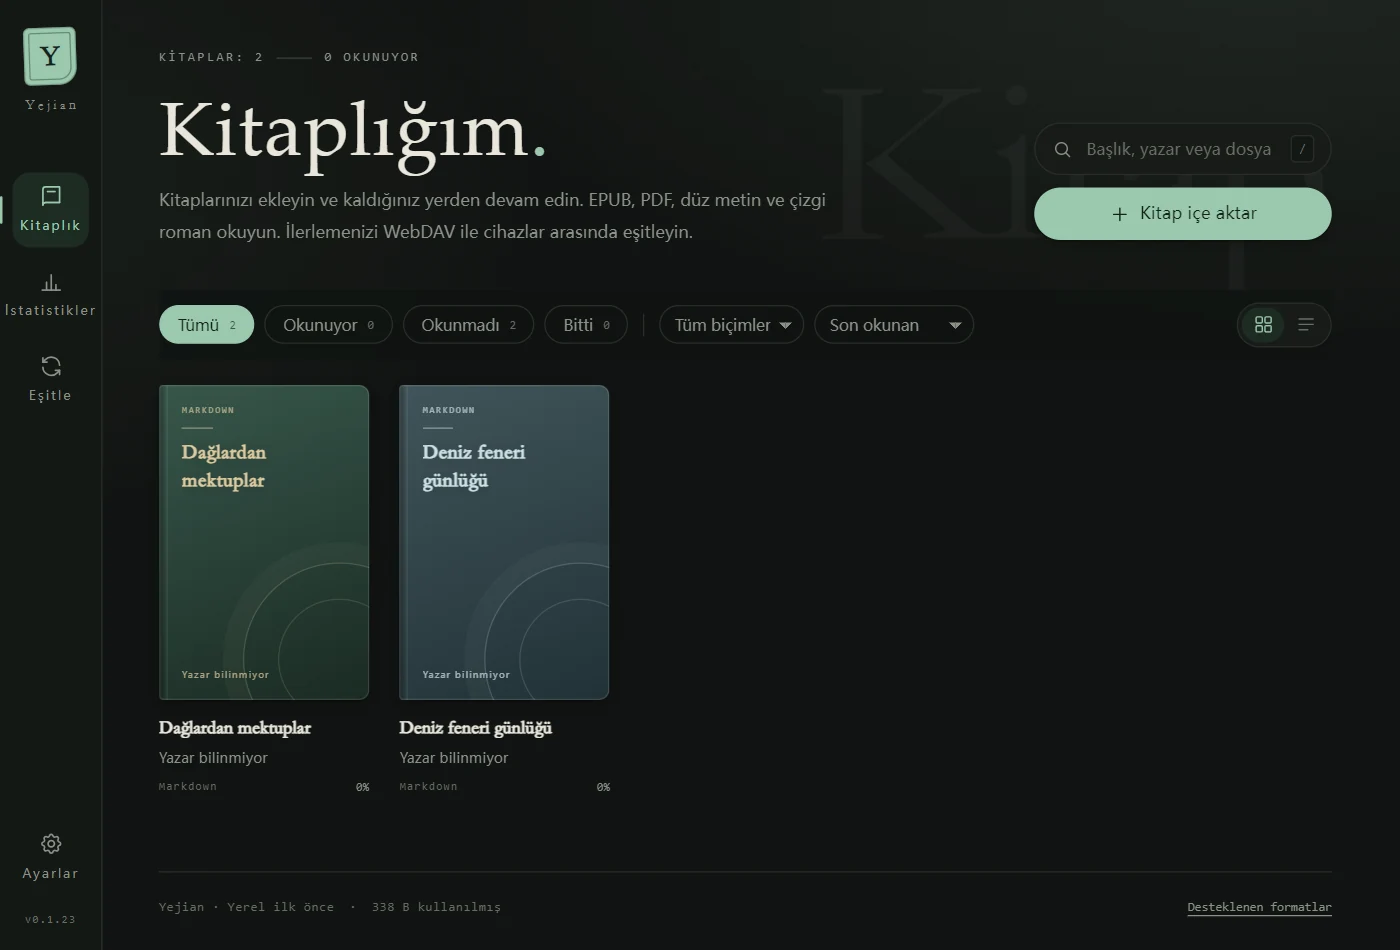 Y
Yejian
Kitaplık
İstatistikler
Eşitle
Ayarlar
v0.1.23
KİTAPLAR: 2
0 OKUNUYOR
Kitaplığım.
Kitaplarınızı ekleyin ve kaldığınız yerden devam edin. EPUB, PDF, düz metin ve çizgi
roman okuyun. İlerlemenizi WebDAV ile cihazlar arasında eşitleyin.
Kitap
Başlık, yazar veya dosya /
+ Kitap içe aktar
Tümü 2
Okunuyor 0
Okunmadı 2
Bitti 0
Tüm biçimler
Son okunan
MARKDOWN
Dağlardan
mektuplar
Yazar bilinmiyor
Dağlardan mektuplar
Yazar bilinmiyor
Markdown 0%
MARKDOWN
Deniz feneri
günlüğü
Yazar bilinmiyor
Deniz feneri günlüğü
Yazar bilinmiyor
Markdown 0%
Yejian · Yerel ilk önce · 338 B kullanılmış
Desteklenen formatlar